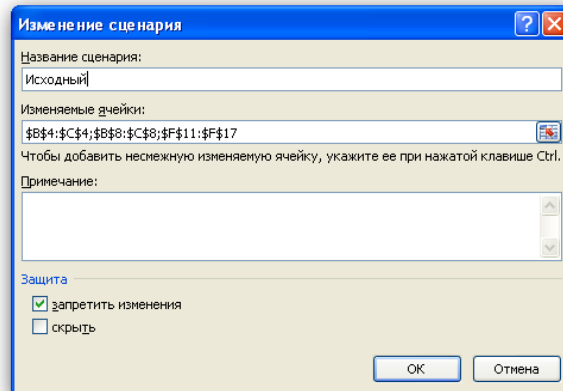 Изменение сценария
Название сценария:
Исходный
Изменяемые ячейки:
$B$4:$C$4;$B$8:$C$8;$F$11:$F$17
Чтобы добавить несмежную изменяемую ячейку, укажите ее при нажатой клавише Ctrl.
Примечание:
Защита
запретить изменения
скрыть
ОК
Отмена